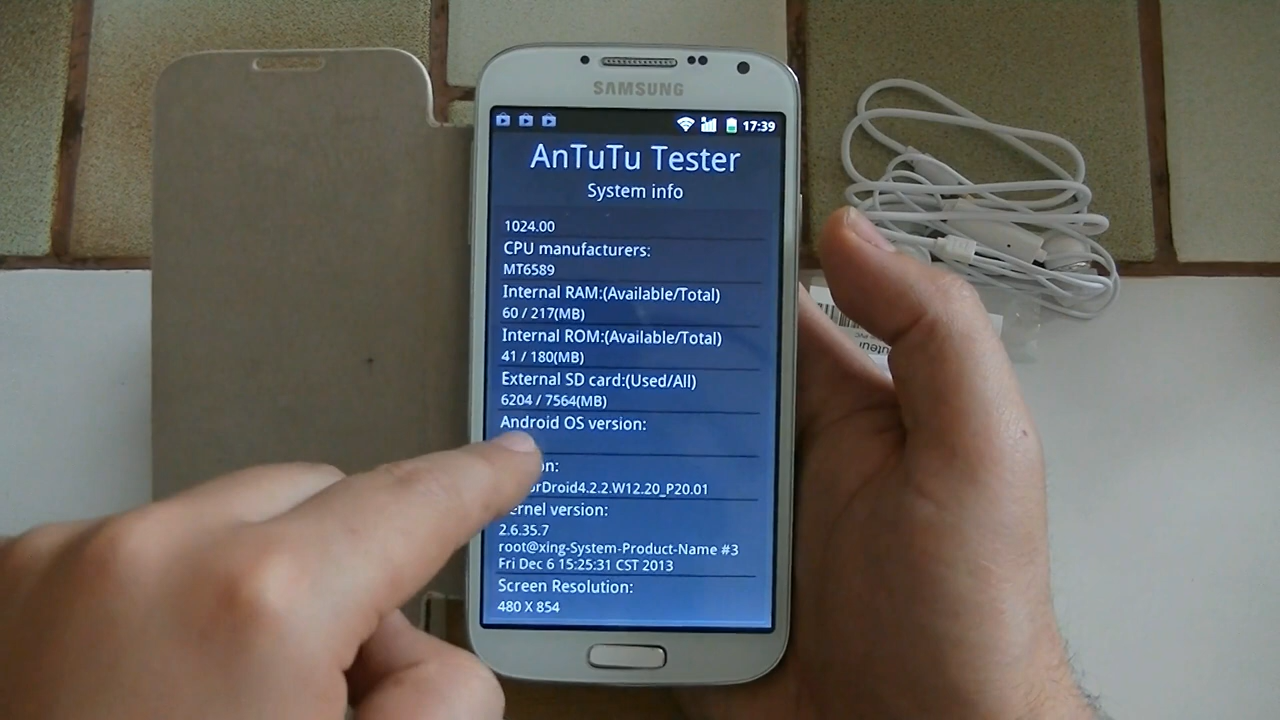 SAMSUNG
17:39
AnTuTu Tester
System info
1024.00
CPU manufacturers:
MT6589
Internal RAM:(Available/Total)
60 / 217(MB)
Internal ROM:(Available/Total)
41 / 180(MB)
External SD card:(Used/All)
6204 / 7564(MB)
Android OS version:
on:
rDroid4.2.2.W12.20_P20.01
ernel version:
2.6.35.7
root@xing-System-Product-Name #3
Fri Dec 6 15:25:31 CST 2013
Screen Resolution:
480 X 854